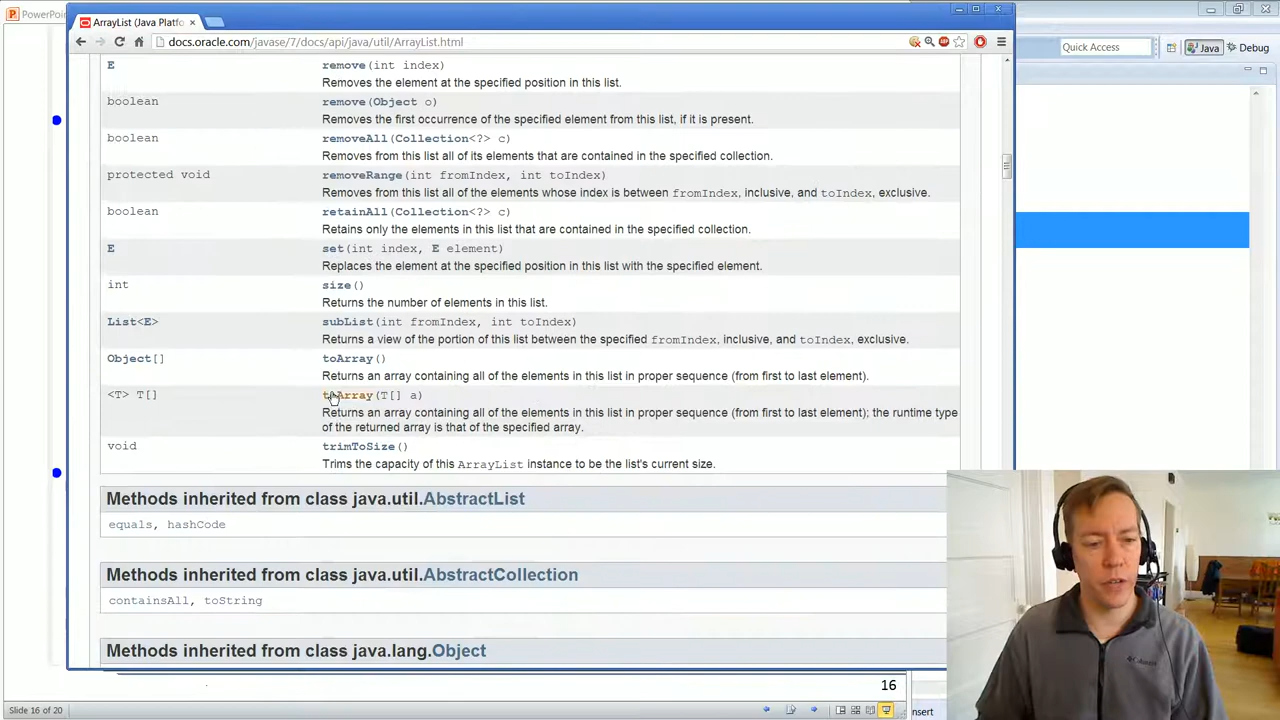 PowerPoi
ArrayList (Java Platfo
docs.oracle.com/javase/7/docs/api/java/util/ArrayList.html
Quick Access
Java
Debug
E remove(int index)
Removes the element at the specified position in this list.
boolean remove(Object o)
Removes the first occurrence of the specified element from this list, if it is present.
boolean removeAll(Collection<?> c)
Removes from this list all of its elements that are contained in the specified collection.
protected void removeRange(int fromIndex, int toIndex)
Removes from this list all of the elements whose index is between fromIndex, inclusive, and toIndex, exclusive.
boolean retainAll(Collection<?> c)
Retains only the elements in this list that are contained in the specified collection.
E set(int index, E element)
Replaces the element at the specified position in this list with the specified element.
int size()
Returns the number of elements in this list.
List<E> subList(int fromIndex, int toIndex)
Returns a view of the portion of this list between the specified fromIndex, inclusive, and toIndex, exclusive.
Object[] toArray()
Returns an array containing all of the elements in this list in proper sequence (from first to last element).
<T> T[] toArray(T[] a)
Returns an array containing all of the elements in this list in proper sequence (from first to last element); the runtime type
of the returned array is that of the specified array.
void trimToSize()
Trims the capacity of this ArrayList instance to be the list's current size.
Methods inherited from class java.util.AbstractList
equals, hashCode
Methods inherited from class java.util.AbstractCollection
containsAll, toString
Methods inherited from class java.lang.Object
16
Slide 16 of 20
nsert